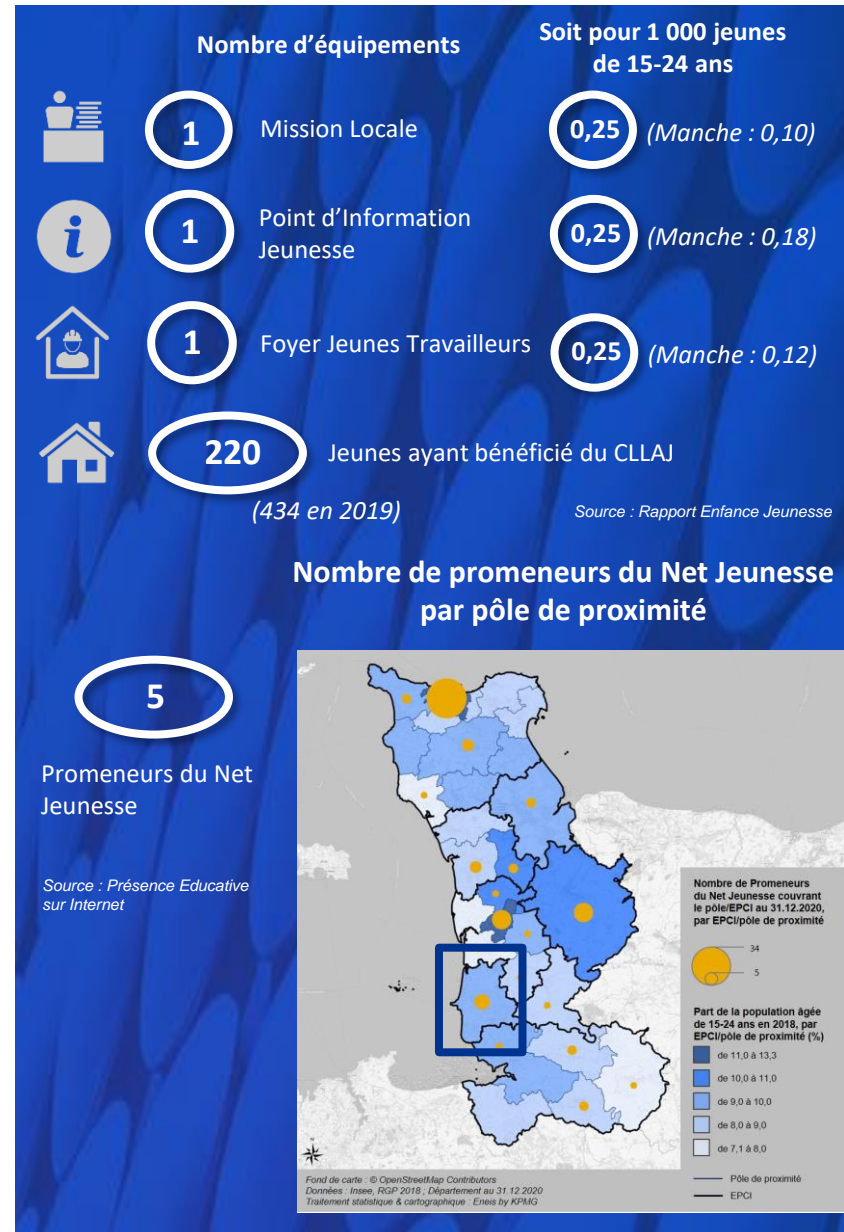 Nombre d'équipements
Soit pour 1 000 jeunes
de 15-24 ans
1
Mission Locale
0,25
(Manche : 0,10)
1
Point d'Information
Jeunesse
0,25
(Manche : 0,18)
1
Foyer Jeunes Travailleurs
0,25
(Manche : 0,12)
220
Jeunes ayant bénéficié du CLLAJ
(434 en 2019)
Source : Rapport Enfance Jeunesse
Nombre de promeneurs du Net Jeunesse
par pôle de proximité
5
Promeneurs du Net
Jeunesse
Source : Présence Educative
sur Internet
Nombre de Promeneurs
du Net Jeunesse couvrant
le pôle/EPCI au 31.12.2020,
par EPCI/pôle de proximité
34
5
Part de la population âgée
de 15-24 ans en 2018, par
EPCI/pôle de proximité (%)
de 11,0 à 13,3
de 10,0 à 11,0
de 9,0 à 10,0
de 8,0 à 9,0
de 7,1 à 8,0
Pôle de proximité
EPCI
Fond de carte : © OpenStreetMap Contributors
Données : Insee, RGP 2018 ; Département au 31.12.2020
Traitement statistique & cartographique : Eneis by KPMG